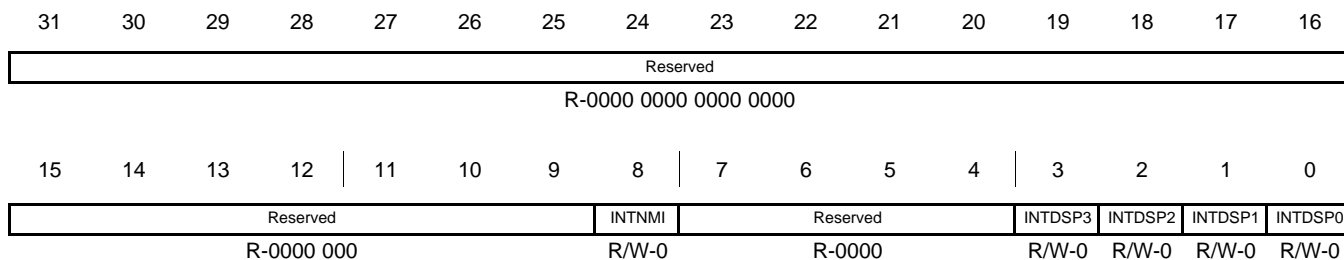 31 30 29 28 27 26 25 24 23 22 21 20 19 18 17 16
Reserved
R-0000 0000 0000 0000
15 14 13 12 11 10 9 8 7 6 5 4 3 2 1 0
Reserved INTNMI Reserved INTDSP3 INTDSP2 INTDSP1 INTDSP0
R-0000 000 R/W-0 R-0000 R/W-0 R/W-0 R/W-0 R/W-0